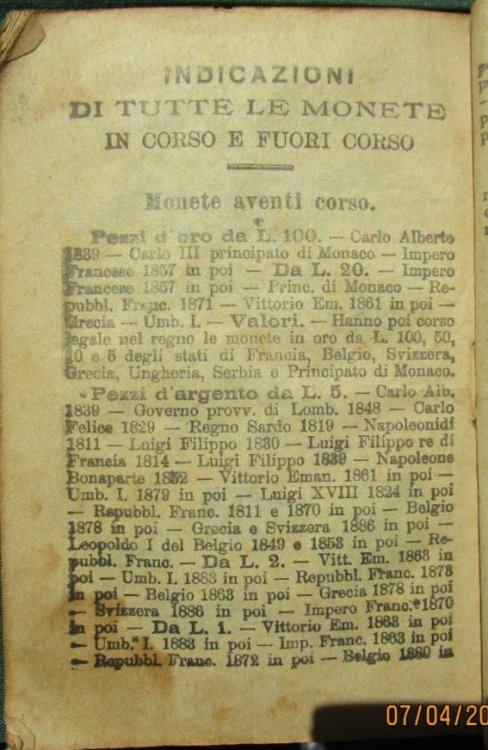 INDICAZIONI
DI TUTTE LE MONETE
IN CORSO E FUORI CORSO
Monete aventi corso.
Pezzi d'oro da L. 100. — Carlo Alberto
1839 — Carlo III principato di Monaco — Impero
Francese 1857 in poi — Da L. 20. — Impero
Francese 1857 in poi — Princ. di Monaco — Re-
pubbl. Franc. 1871 — Vittorio Em. 1861 in poi —
Grecia — Umb. I. — Valori. — Hanno poi corso
legale nel regno le monete in oro da L. 100, 50,
10 e 5 degli stati di Francia, Belgio, Svizzera,
Grecia, Ungheria, Serbia e Principato di Monaco.
Pezzi d'argento da L. 5. — Carlo Alb.
1839 — Governo provv. di Lomb. 1848 — Carlo
Felice 1829 — Regno Sardo 1819 — Napoleonidi
1811 — Luigi Filippo 1830 — Luigi Filippo re di
Francia 1814 — Luigi Filippo 1839 — Napoleone
Bonaparte 1852 — Vittorio Eman. 1861 in poi —
Umb. I. 1879 in poi — Luigi XVIII 1824 in poi
— Repubbl. Franc. 1811 e 1870 in poi — Belgio
1878 in poi — Grecia e Svizzera 1886 in poi —
Leopoldo I del Belgio 1849 e 1853 in poi — Re-
pubbl. Franc. — Da L. 2. — Vitt. Em. 1863 in
poi — Umb. I. 1883 in poi — Repubbl. Franc. 1873
in poi — Belgio 1863 in poi — Grecia 1878 in poi
— Svizzera 1886 in poi — Impero Franc. 1870
in poi — Da L. 1. — Vittorio Em. 1863 in poi
— Umb. I. 1883 in poi — Imp. Franc. 1863 in poi
— Repubbl. Franc. 1872 in poi — Belgio 1880 in
07/04/20